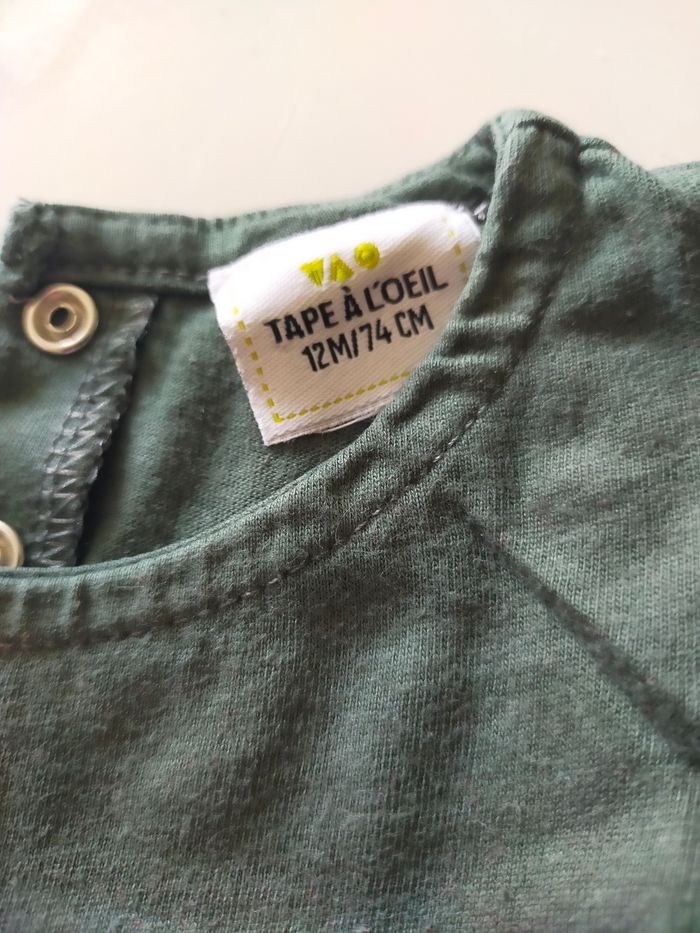 TAO
TAPE À L'OEIL
12M/74 CM